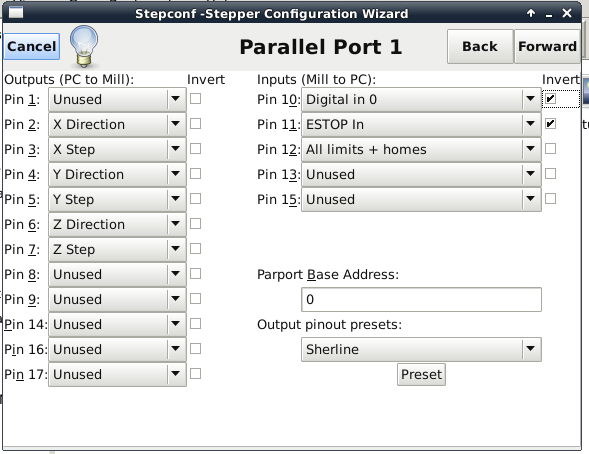 Stepconf -Stepper Configuration Wizard
Cancel Parallel Port 1 Back Forward
Outputs (PC to Mill): Invert Inputs (Mill to PC): Invert
Pin 1: Unused Pin 10: Digital in 0
Pin 2: X Direction Pin 11: ESTOP In
Pin 3: X Step Pin 12: All limits + homes
Pin 4: Y Direction Pin 13: Unused
Pin 5: Y Step Pin 15: Unused
Pin 6: Z Direction
Pin 7: Z Step
Pin 8: Unused Parport Base Address:
Pin 9: Unused 0
Pin 14: Unused Output pinout presets:
Pin 16: Unused Sherline
Pin 17: Unused Preset